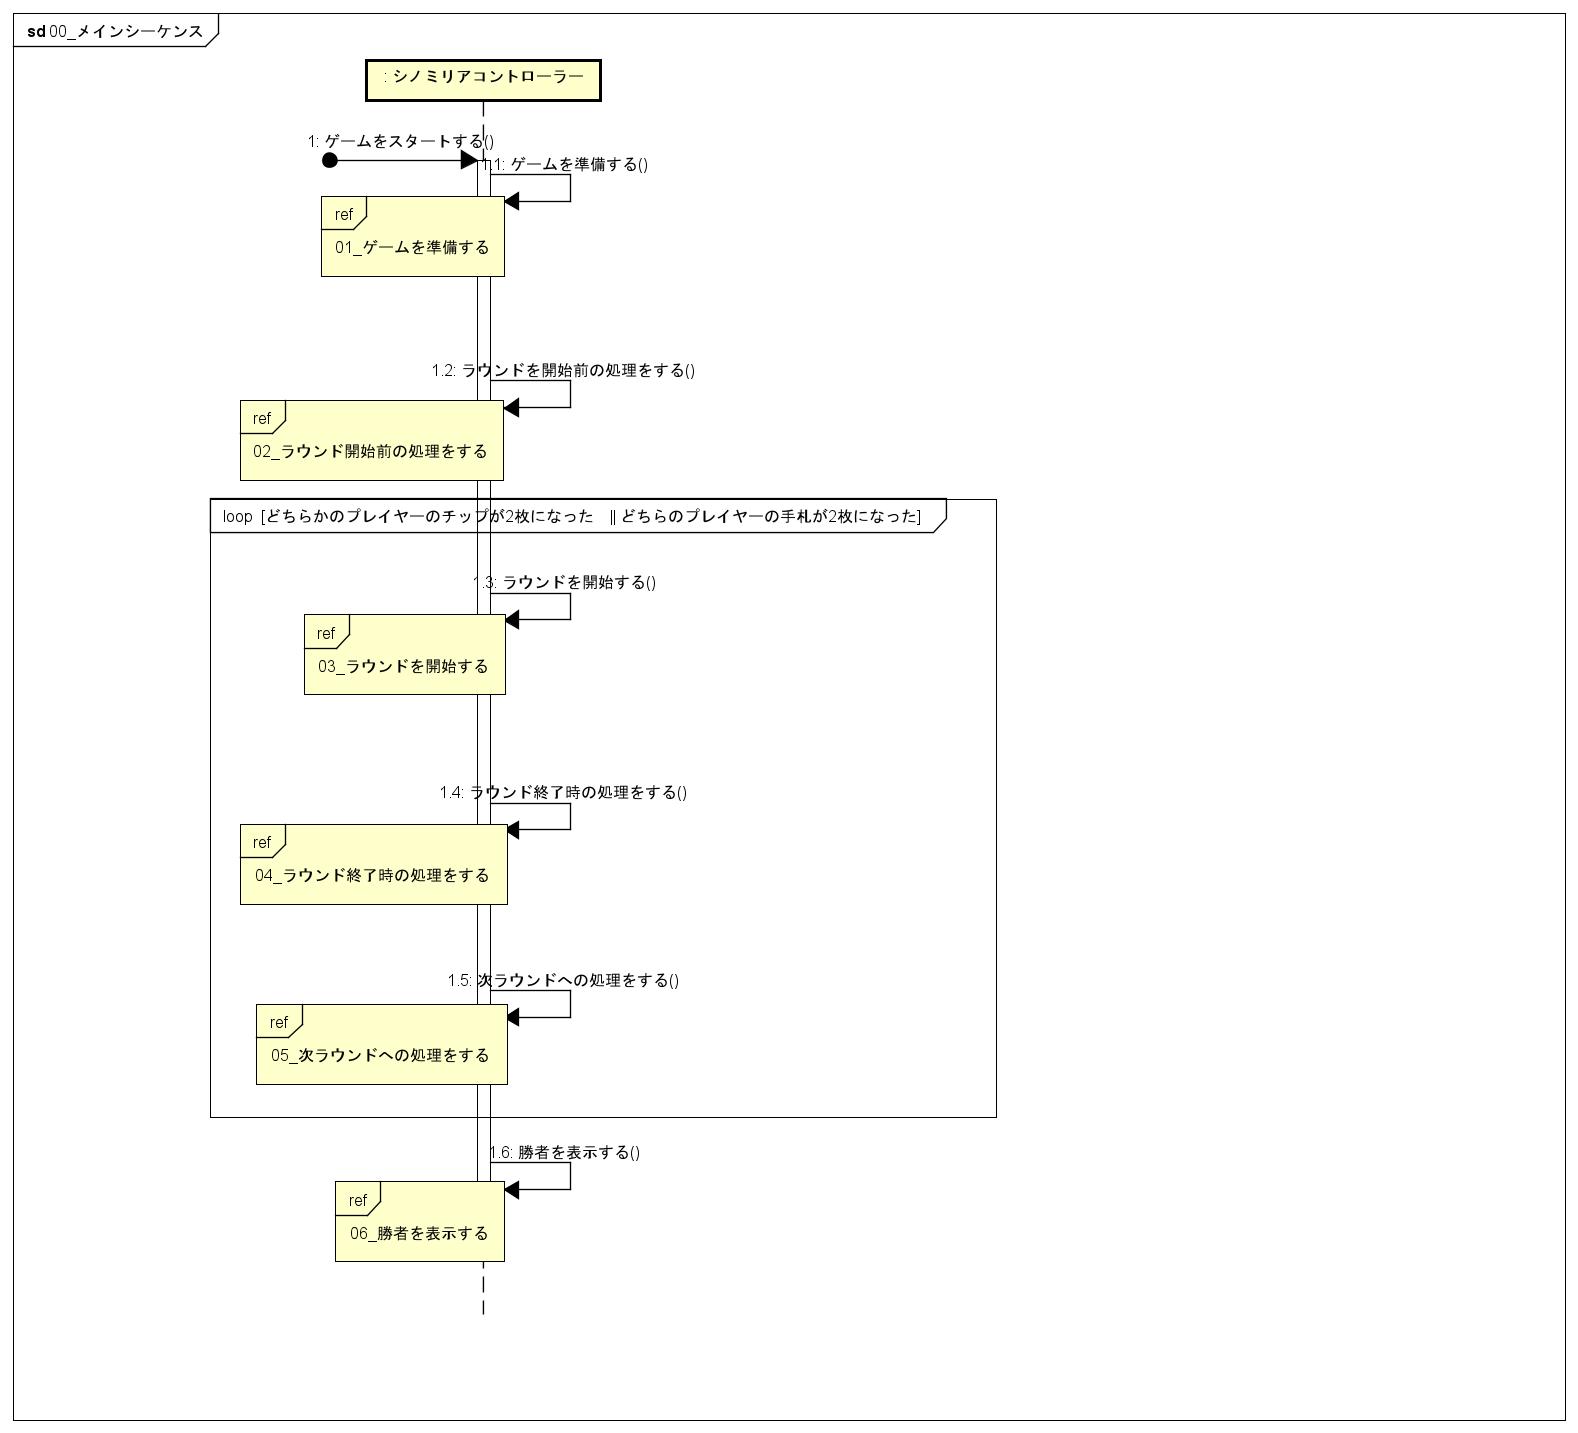 sd 00_メインシーケンス
: シノミリアコントローラー
1: ゲームをスタートする()
1.1: ゲームを準備する()
ref
01_ゲームを準備する
1.2: ラウンドを開始前の処理をする()
ref
02_ラウンド開始前の処理をする
loop [どちらかのプレイヤーのチップが2枚になった　|| どちらのプレイヤーの手札が2枚になった]
1.3: ラウンドを開始する()
ref
03_ラウンドを開始する
1.4: ラウンド終了時の処理をする()
ref
04_ラウンド終了時の処理をする
1.5: 次ラウンドへの処理をする()
ref
05_次ラウンドへの処理をする
1.6: 勝者を表示する()
ref
06_勝者を表示する